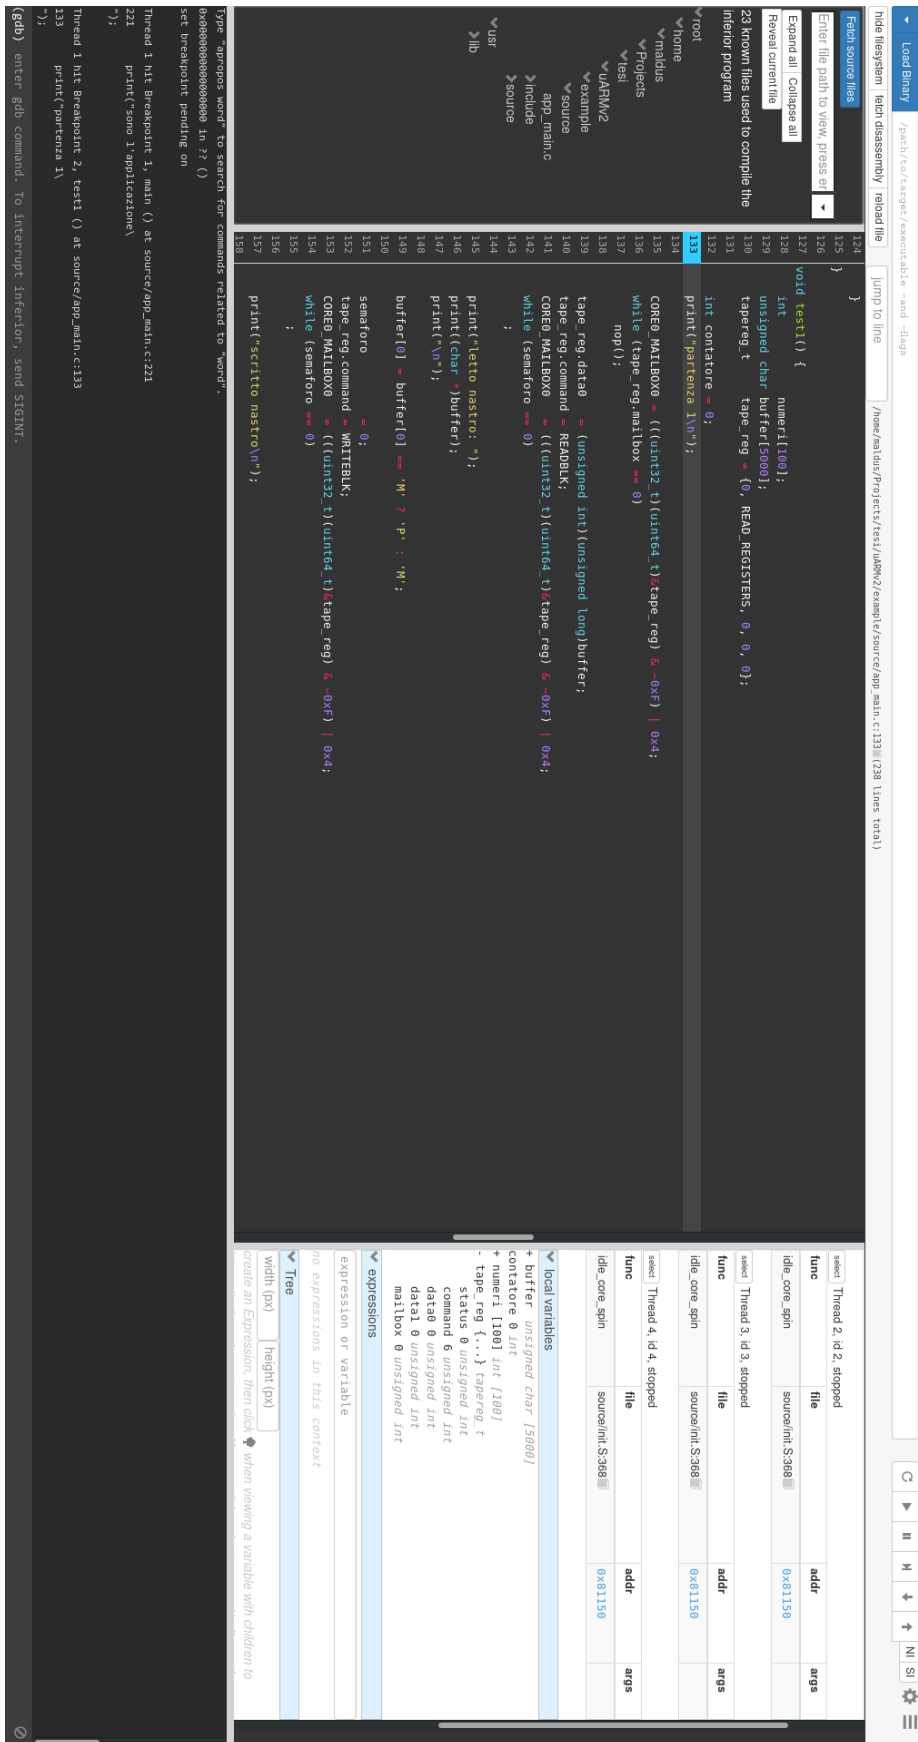 Load Binary
/path/to/target/executable -and -flags
NI
SI
hide filesystem
fetch disassembly
reload file
jump to line
/home/maldus/Projects/tesi/uARMv2/example/source/app_main.c:133
(238 lines total)
Fetch source files
Enter file path to view, press er
Expand all
Collapse all
Reveal current file
23 known files used to compile the
inferior program
root
home
maldus
Projects
tesi
uARMv2
example
source
app_main.c
include
source
usr
lib
124 }
125 }
126
127 void test1() {
128 int numeri[100];
129 unsigned char buffer[5000];
130 tapereg_t tape_reg = {0, READ_REGISTERS, 0, 0, 0};
131
132 int contatore = 0;
133 print("partenza 1\n");
134
135 CORE0_MAILBOX0 = (((uint32_t)(uint64_t)&tape_reg) & ~0xF) | 0x4;
136 while (tape_reg.mailbox == 0)
137 nop();
138
139 tape_reg.data0 = (unsigned int)(unsigned long)buffer;
140 tape_reg.command = READBLK;
141 CORE0_MAILBOX0 = (((uint32_t)(uint64_t)&tape_reg) & ~0xF) | 0x4;
142 while (semaforo == 0)
143 ;
144
145 print("letto nastro: ");
146 print((char *)buffer);
147 print("\n");
148
149 buffer[0] = buffer[0] == 'M' ? 'P' : 'M';
150
151 semaforo = 0;
152 tape_reg.command = WRITEBLK;
153 CORE0_MAILBOX0 = (((uint32_t)(uint64_t)&tape_reg) & ~0xF) | 0x4;
154 while (semaforo == 0)
155 ;
156
157 print("scritto nastro\n");
158
select Thread 2, id 2, stopped
func file addr args
idle_core_spin source/init.S:368 0x81150
select Thread 3, id 3, stopped
func file addr args
idle_core_spin source/init.S:368 0x81150
select Thread 4, id 4, stopped
func file addr args
idle_core_spin source/init.S:368 0x81150
local variables
+ buffer unsigned char [5000]
contatore 0 int
+ numeri [100] int [100]
- tape_reg {...} tapereg_t
status 0 unsigned int
command 6 unsigned int
data0 0 unsigned int
data1 0 unsigned int
mailbox 0 unsigned int
expressions
expression or variable
no expressions in this context
Tree
width (px)
height (px)
create an Expression, then click when viewing a variable with children to
Type "apropos word" to search for commands related to "word".
0x0000000000000000 in ?? ()
set breakpoint pending on
Thread 1 hit Breakpoint 1, main () at source/app_main.c:221
221 print("sono l'applicazione\
");
Thread 1 hit Breakpoint 2, test1 () at source/app_main.c:133
133 print("partenza 1\
");
(gdb) enter gdb command. To interrupt inferior, send SIGINT.